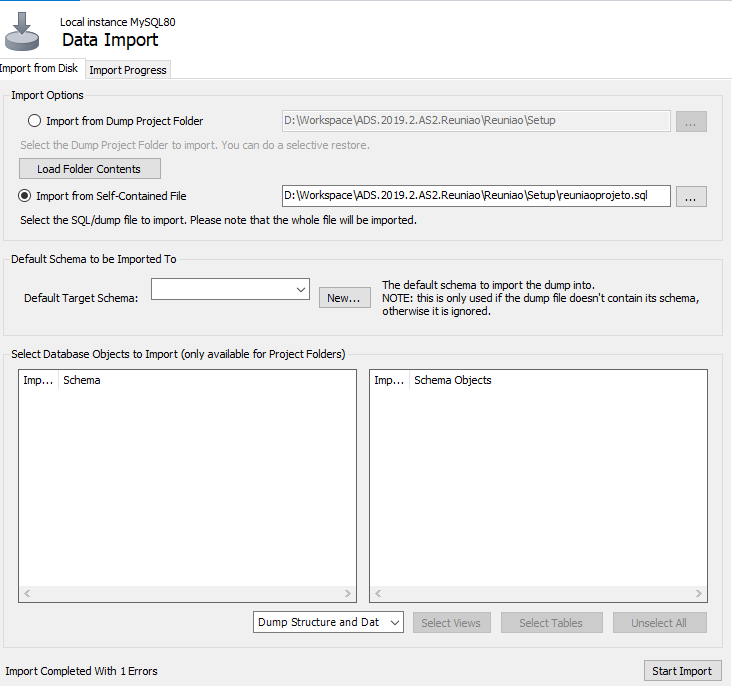 Local instance MySQL80
Data Import
Import from Disk Import Progress
Import Options
Import from Dump Project Folder D:\Workspace\ADS.2019.2.AS2.Reuniao\Reuniao\Setup ...
Select the Dump Project Folder to import. You can do a selective restore.
Load Folder Contents
Import from Self-Contained File D:\Workspace\ADS.2019.2.AS2.Reuniao\Reuniao\Setup\reuniaoprojeto.sql ...
Select the SQL/dump file to import. Please note that the whole file will be imported.
Default Schema to be Imported To
Default Target Schema: New...
The default schema to import the dump into.
NOTE: this is only used if the dump file doesn't contain its schema,
otherwise it is ignored.
Select Database Objects to Import (only available for Project Folders)
Imp... Schema Imp... Schema Objects
Dump Structure and Dat Select Views Select Tables Unselect All
Import Completed With 1 Errors Start Import